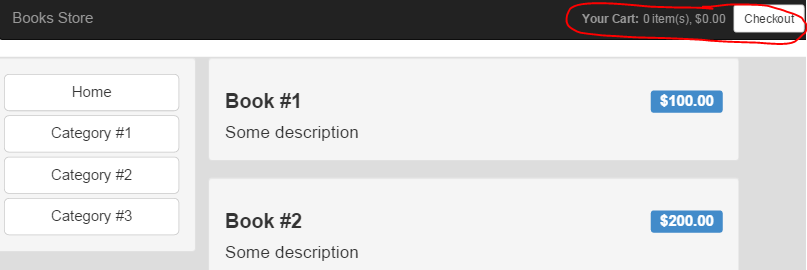 Books Store
Your Cart: 0 item(s), $0.00 Checkout
Home
Category #1
Category #2
Category #3
Book #1 $100.00
Some description
Book #2 $200.00
Some description